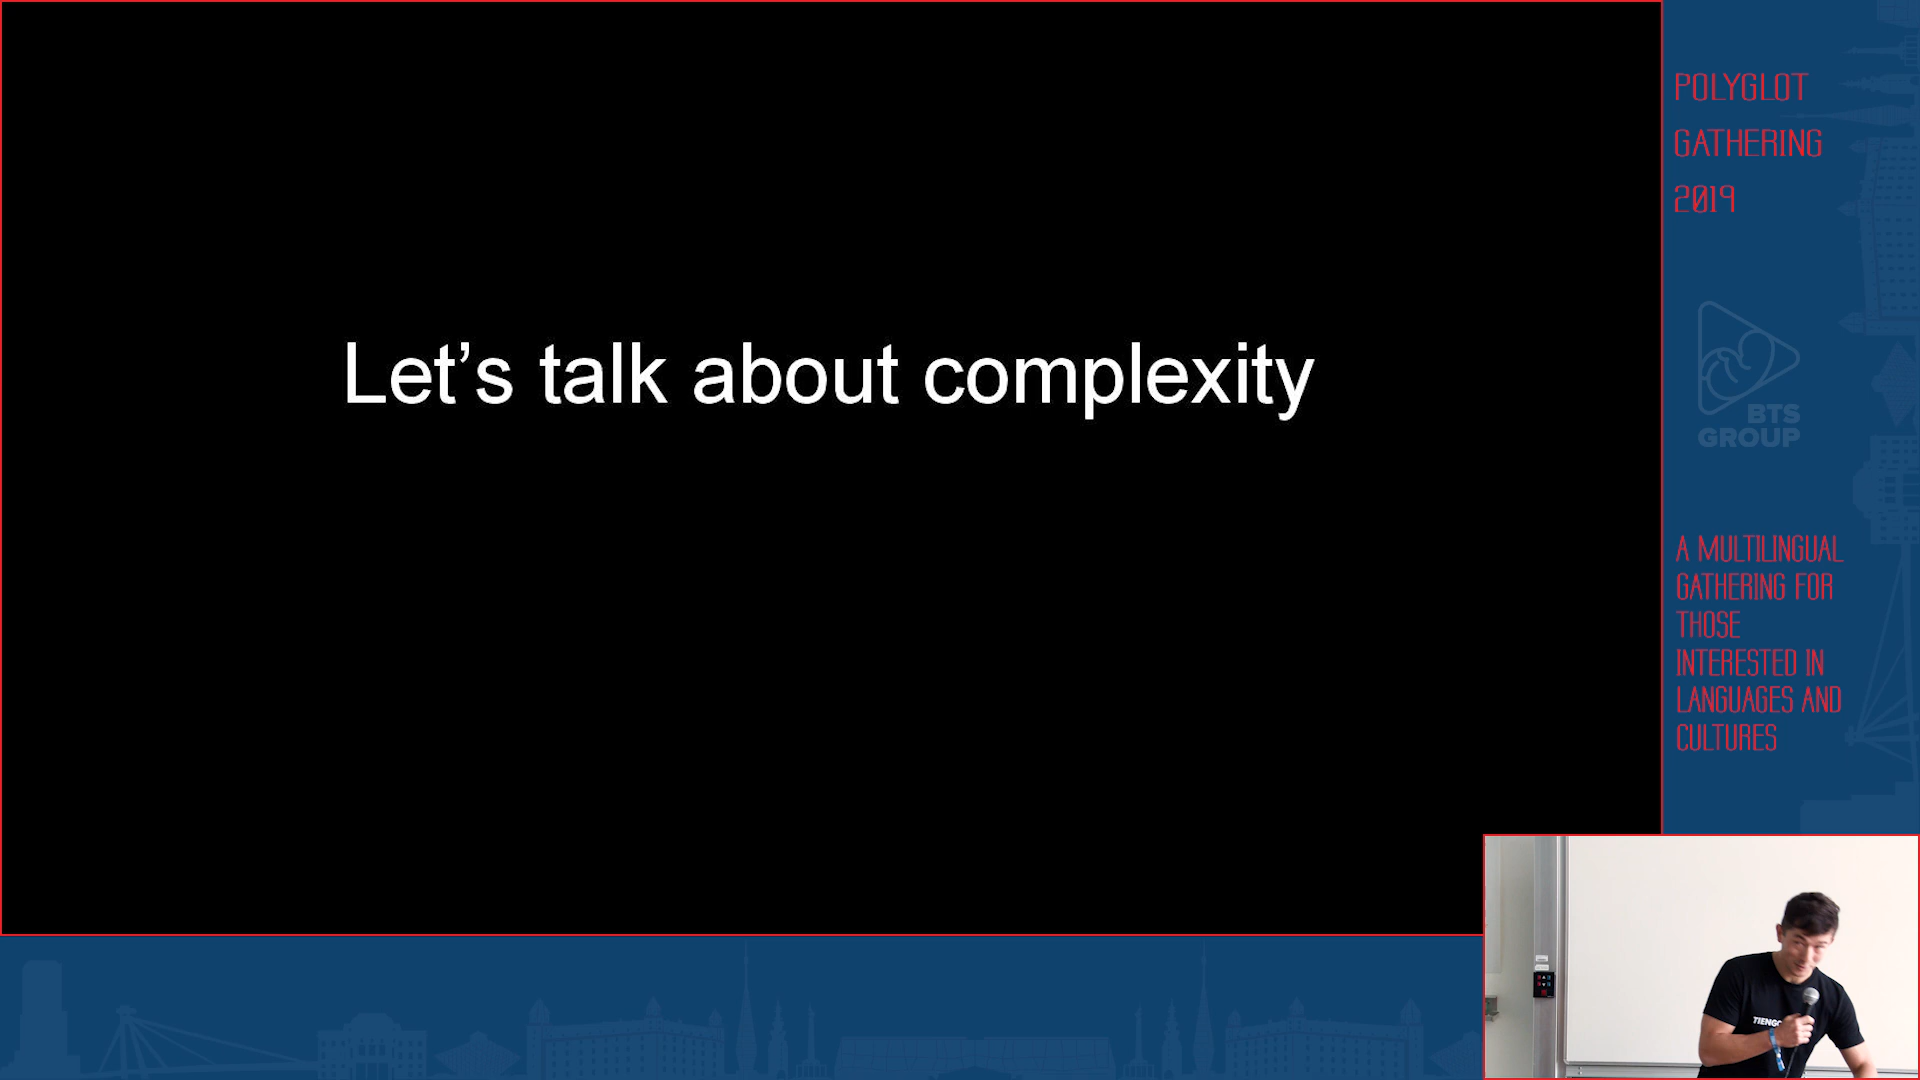 Let’s talk about complexity
POLYGLOT
GATHERING
2019
BTS
GROUP
A MULTILINGUAL
GATHERING FOR
THOSE
INTERESTED IN
LANGUAGES AND
CULTURES